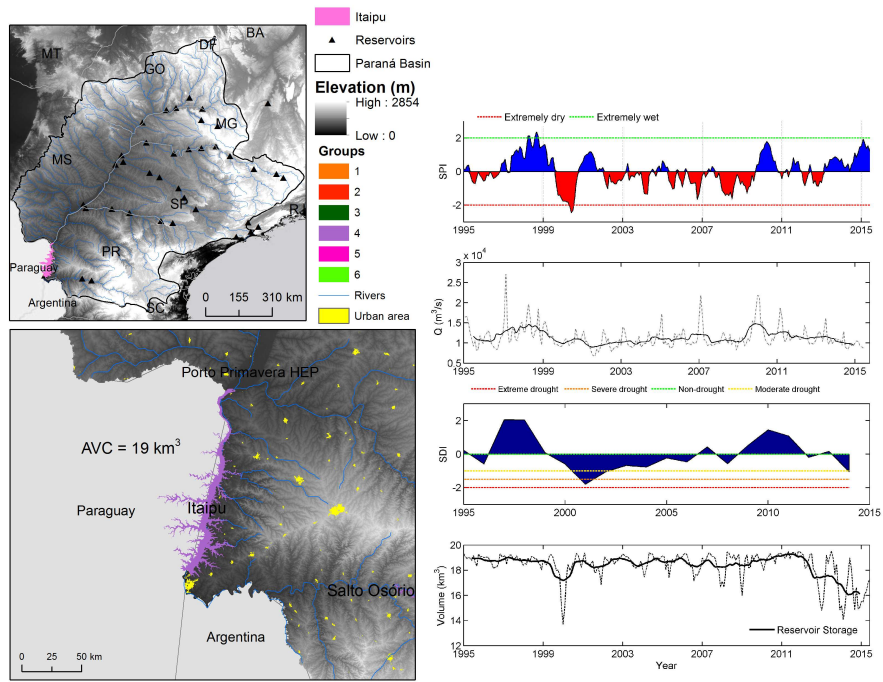 Itaipu
Reservoirs
Paraná Basin
Elevation (m)
High : 2854
Low : 0
Groups
1
2
3
4
5
6
Rivers
Urban area
MT
DF
BA
GO
MG
MS
SP
R
PR
Paraguay
Argentina
SC
0 155 310 km
Porto Primavera HEP
AVC = 19 km³
Paraguay
Itaipu
Salto Osório
Argentina
0 25 50 km
Extremely dry Extremely wet
SPI
2
0
-2
1995 1999 2003 2007 2011 2015
x 10⁴
Q (m³/s)
3
2.5
2
1.5
1
0.5
1995 1999 2003 2007 2011 2015
Extreme drought Severe drought Non-drought Moderate drought
SDI
2
0
-2
1995 2000 2005 2010 2015
Volume (km³)
20
18
16
14
12
Reservoir Storage
1995 1999 2003 2007 2011 2015
Year